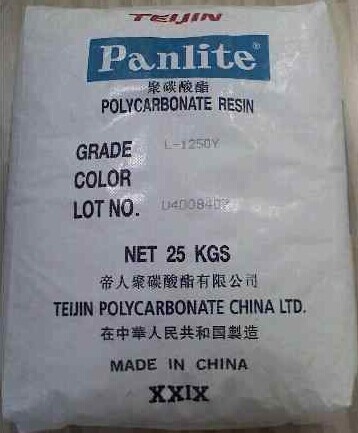 TEIJIN
Panlite®
聚碳酸酯
POLYCARBONATE RESIN
GRADE L-1250Y
COLOR
LOT NO.
NET 25 KGS
帝人聚碳酸酯有限公司
TEIJIN POLYCARBONATE CHINA LTD.
在中華人民共和国製造
MADE IN CHINA
XXIX